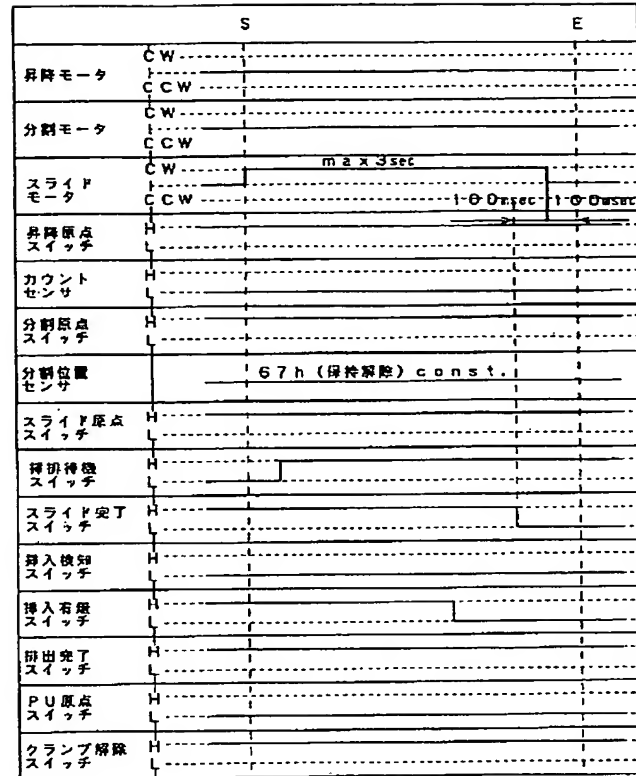 S E
昇降モータ
CW
CCW
分割モータ
CW
CCW
スライド
モータ
CW
CCW
max3sec
100msec 100msec
昇降原点
スイッチ
H
L
カウント
センサ
H
L
分割原点
スイッチ
H
L
分割位置
センサ
67h (保持解除) const.
スライド原点
スイッチ
H
L
挿排待機
スイッチ
H
L
スライド完了
スイッチ
H
L
挿入検知
スイッチ
H
L
挿入右端
スイッチ
H
L
排出完了
スイッチ
H
L
PU原点
スイッチ
H
L
クランプ解除
スイッチ
H
L